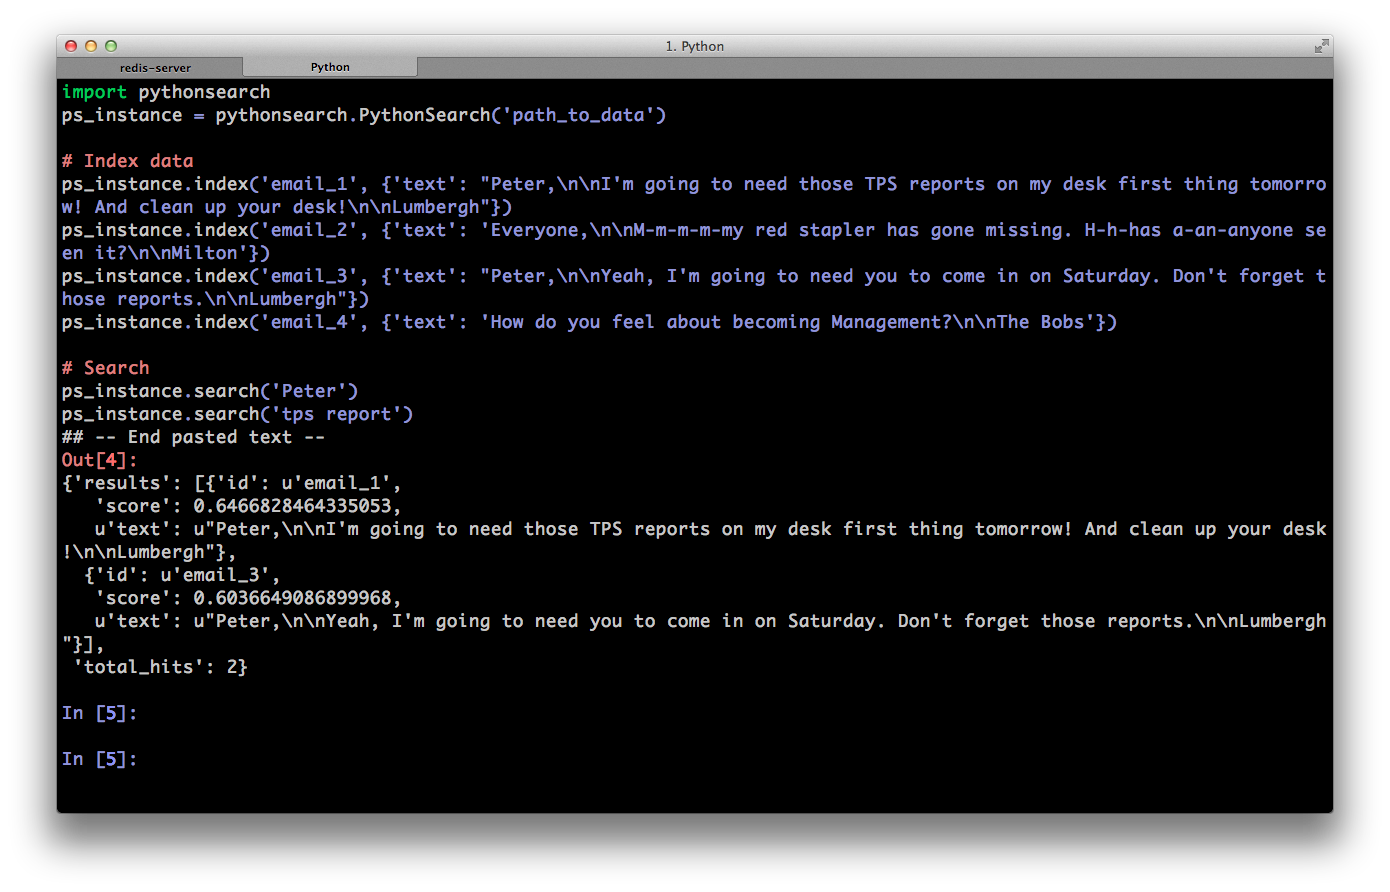 1. Python
redis-server
Python
import pythonsearch
ps_instance = pythonsearch.PythonSearch('path_to_data')
# Index data
ps_instance.index('email_1', {'text': "Peter,\n\nI'm going to need those TPS reports on my desk first thing tomorro
w! And clean up your desk!\n\nLumbergh"})
ps_instance.index('email_2', {'text': 'Everyone,\n\nM-m-m-m-my red stapler has gone missing. H-h-has a-an-anyone se
en it?\n\nMilton'})
ps_instance.index('email_3', {'text': "Peter,\n\nYeah, I'm going to need you to come in on Saturday. Don't forget t
hose reports.\n\nLumbergh"})
ps_instance.index('email_4', {'text': 'How do you feel about becoming Management?\n\nThe Bobs'})
# Search
ps_instance.search('Peter')
ps_instance.search('tps report')
## -- End pasted text --
Out[4]:
{'results': [{'id': u'email_1',
   'score': 0.6466828464335053,
   u'text': u"Peter,\n\nI'm going to need those TPS reports on my desk first thing tomorrow! And clean up your desk
!\n\nLumbergh"},
  {'id': u'email_3',
   'score': 0.6036649086899968,
   u'text': u"Peter,\n\nYeah, I'm going to need you to come in on Saturday. Don't forget those reports.\n\nLumbergh
"}],
 'total_hits': 2}
In [5]:
In [5]: